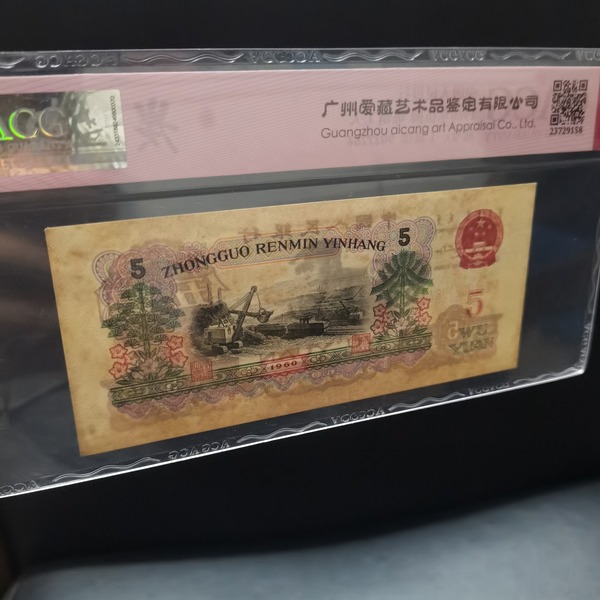 ACG
广州爱藏艺术品鉴定有限公司
Guangzhou aicang art Appraisal Co., Ltd.
23729158
5
ZHONGGUO RENMIN YINHANG
5
5
WU
YUAN
1960